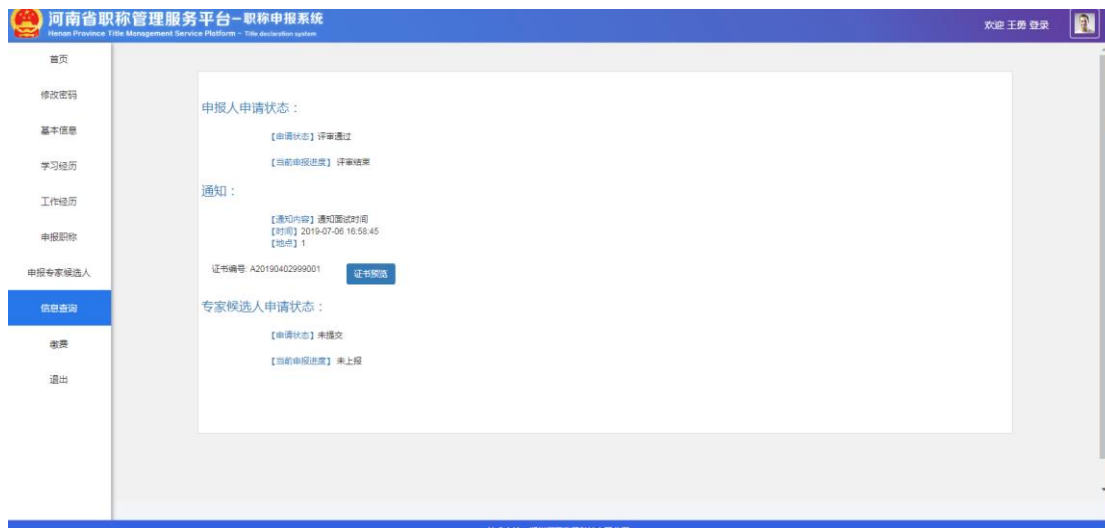 河南省职称管理服务平台-职称申报系统
Henan Province Title Management Service Platform - Title declaration system
欢迎 王勇 登录
首页
修改密码
基本信息
学习经历
工作经历
申报职称
申报专家候选人
信息查询
缴费
退出
申报人申请状态：
【申请状态】评审通过
【当前申报进度】 评审结束
通知：
【通知内容】通知面试时间
【时间】2019-07-06 16:58:45
【地点】1
证书编号: A20190402999001
证书预览
专家候选人申请状态：
【申请状态】未提交
【当前申报进度】 未上报